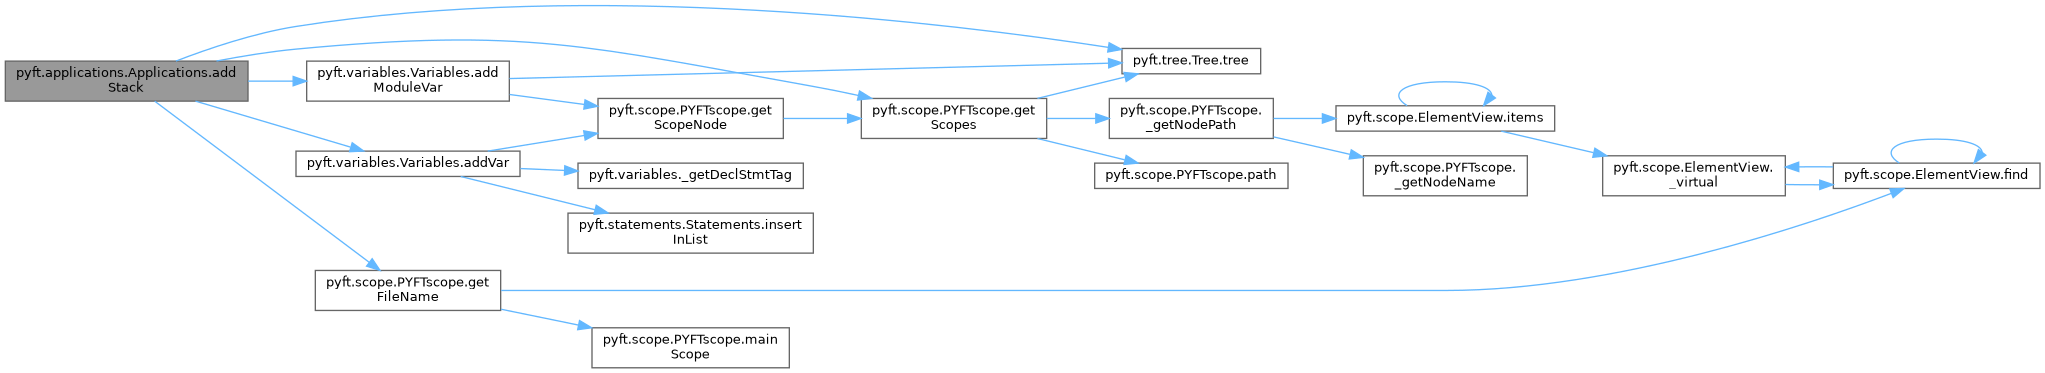 pyft.applications.Applications.add
Stack
pyft.variables.Variables.add
ModuleVar
pyft.variables.Variables.addVar
pyft.scope.PYFTscope.get
FileName
pyft.scope.PYFTscope.get
ScopeNode
pyft.variables._getDeclStmtTag
pyft.statements.Statements.insert
InList
pyft.scope.PYFTscope.main
Scope
pyft.scope.PYFTscope.get
Scopes
pyft.tree.Tree.tree
pyft.scope.PYFTscope.
_getNodePath
pyft.scope.PYFTscope.path
pyft.scope.ElementView.items
pyft.scope.PYFTscope.
_getNodeName
pyft.scope.ElementView.
_virtual
pyft.scope.ElementView.find